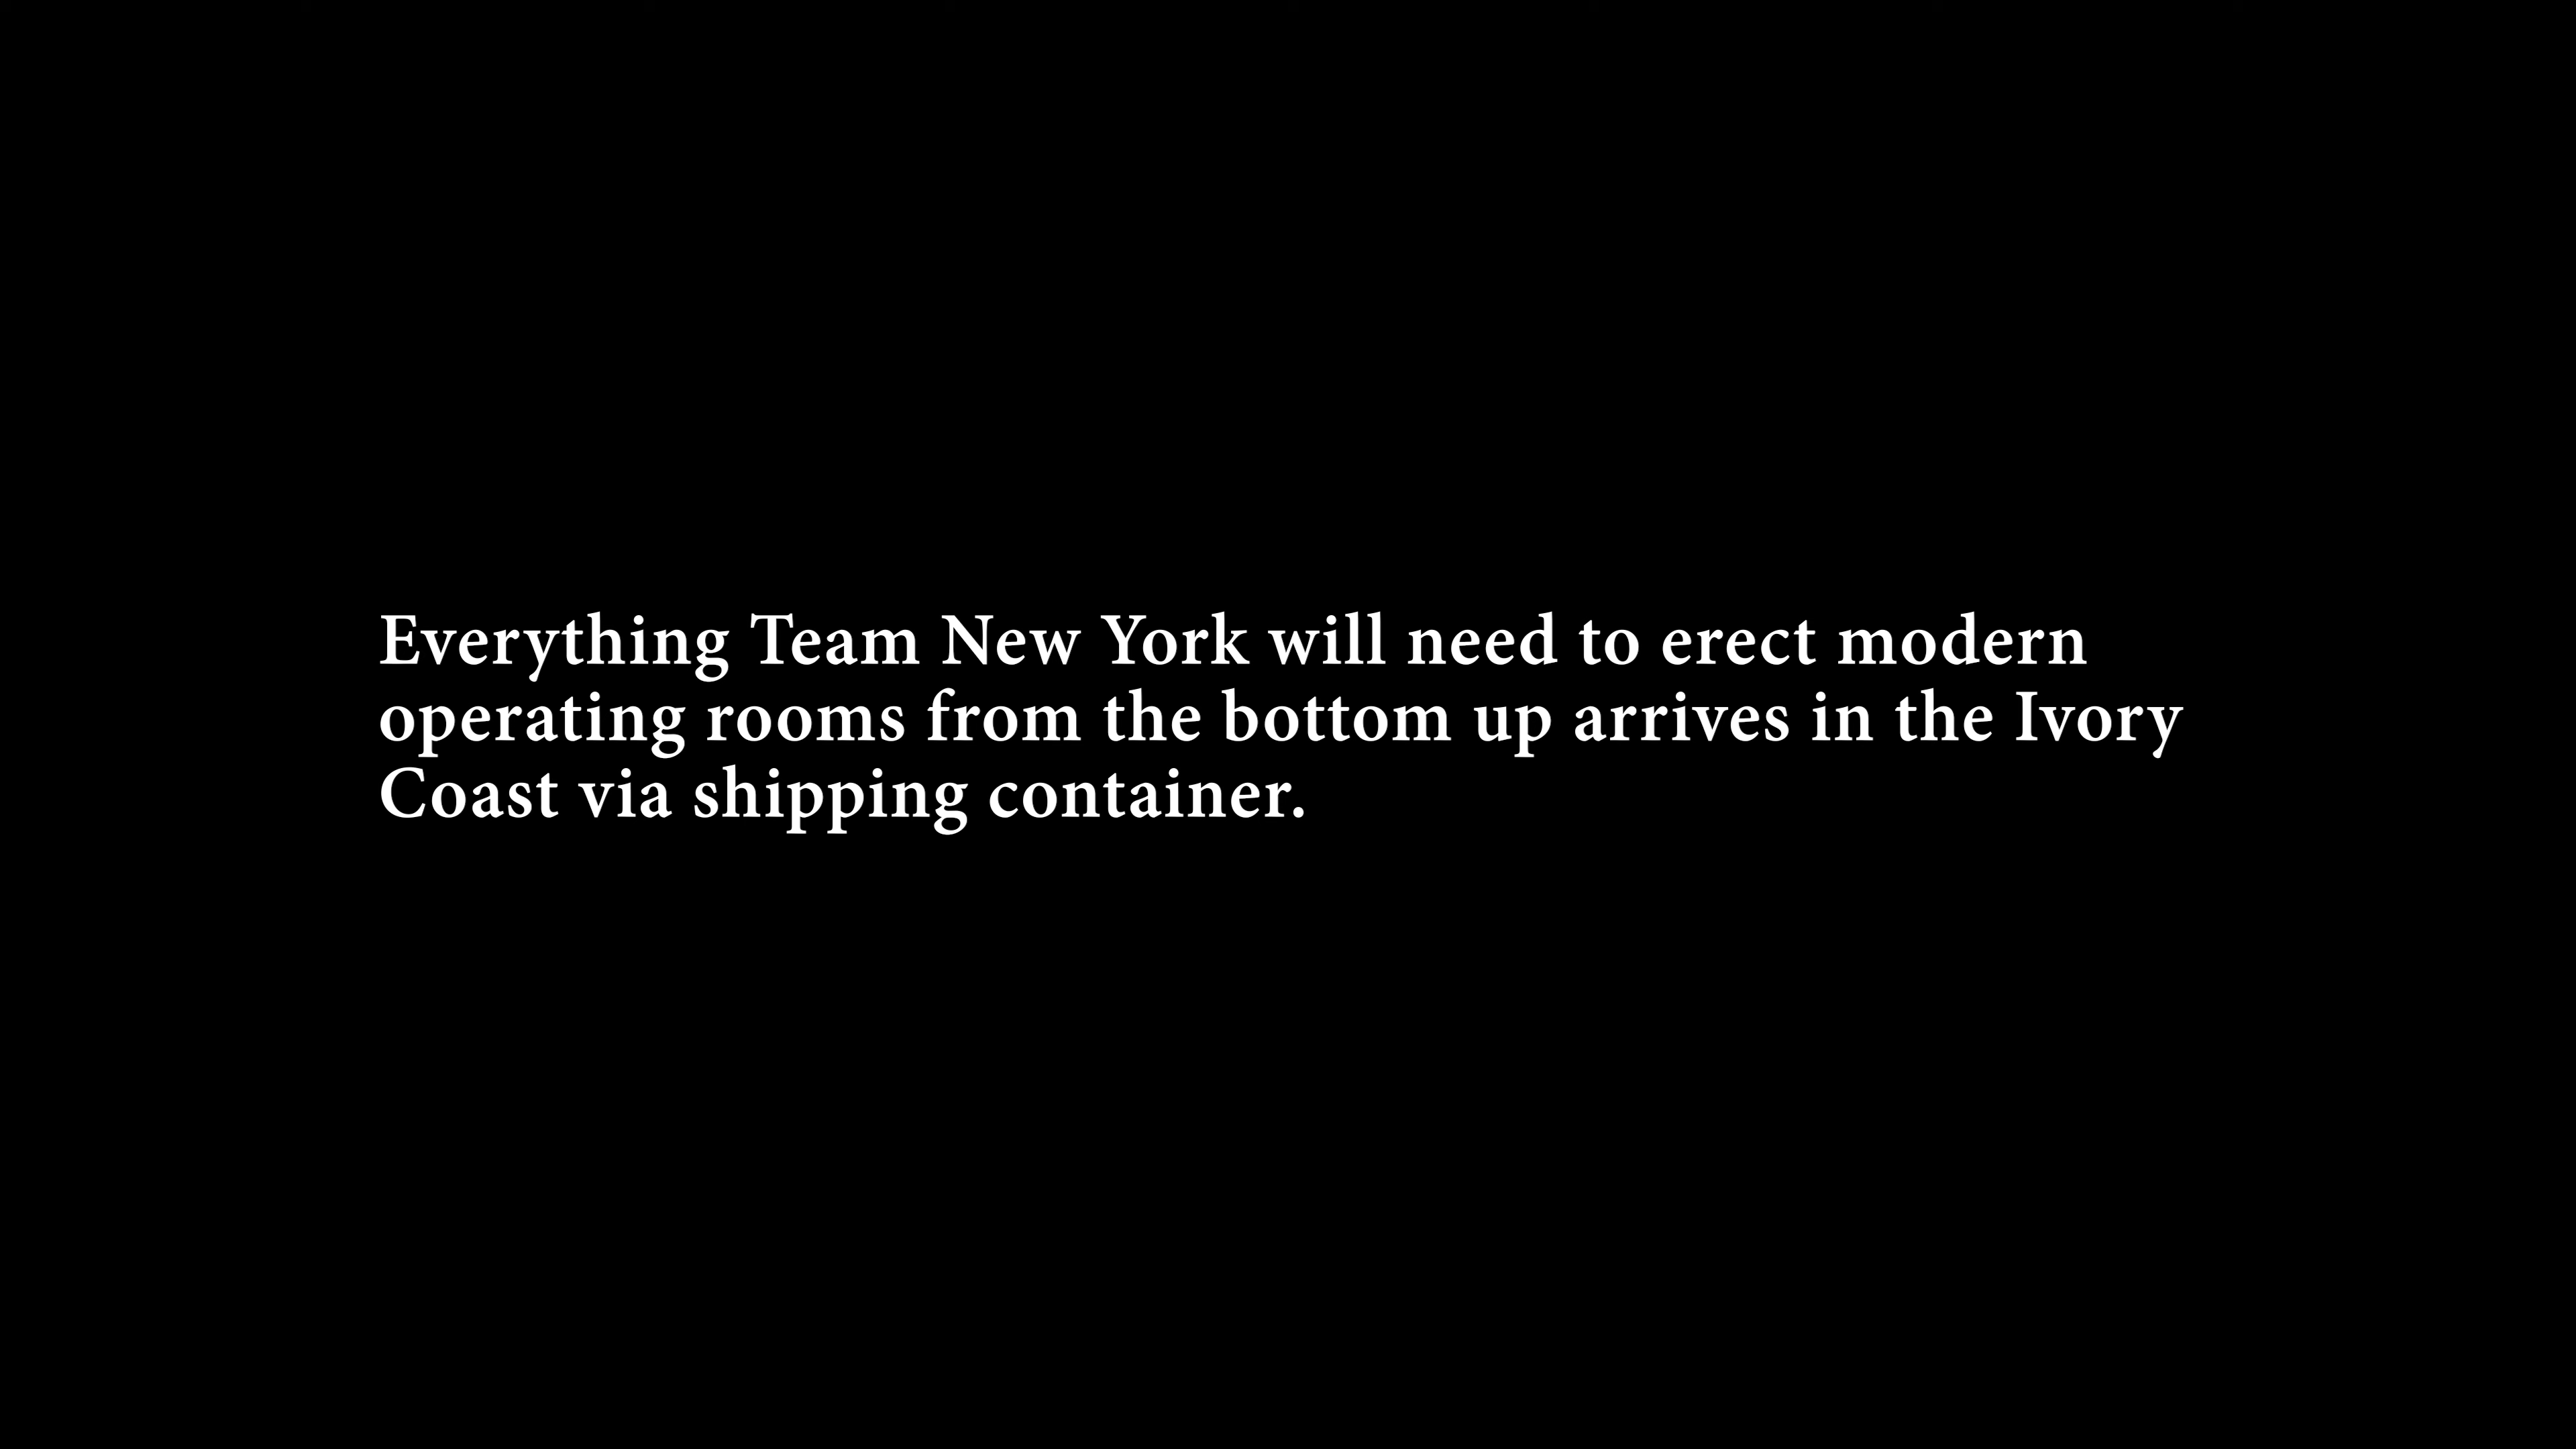 Everything Team New York will need to erect modern
operating rooms from the bottom up arrives in the Ivory
Coast via shipping container.